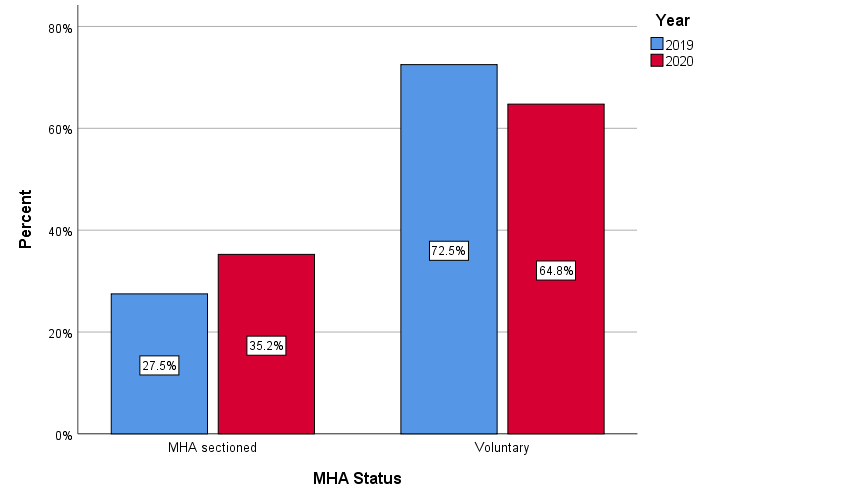 Year
2019
2020
80%
60%
40%
20%
0%
Percent
27.5%
35.2%
72.5%
64.8%
MHA sectioned
Voluntary
MHA Status